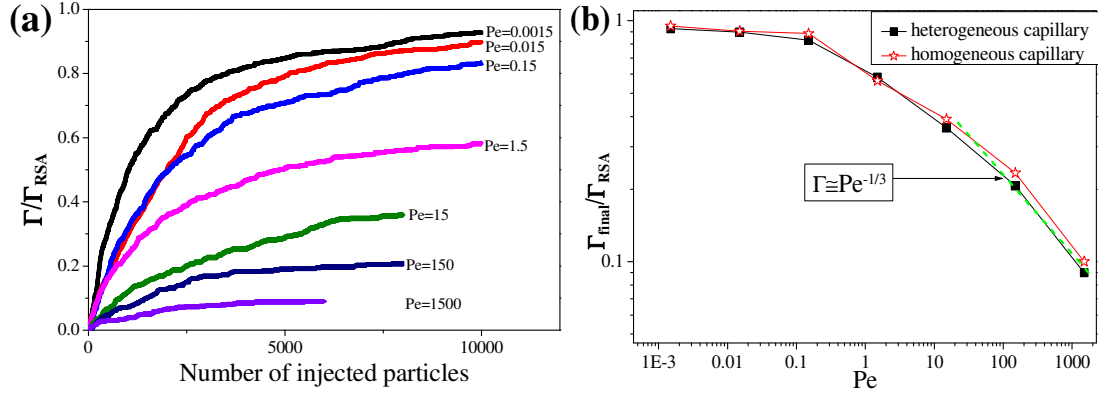 (a)
Γ/Γ_RSA
1.0
0.8
0.6
0.4
0.2
0.0
Pe=0.0015
Pe=0.015
Pe=0.15
Pe=1.5
Pe=15
Pe=150
Pe=1500
0
5000
10000
Number of injected particles
(b)
Γ_final/Γ_RSA
1
0.1
heterogeneous capillary
homogeneous capillary
Γ≅Pe^-1/3
1E-3
0.01
0.1
1
10
100
1000
Pe